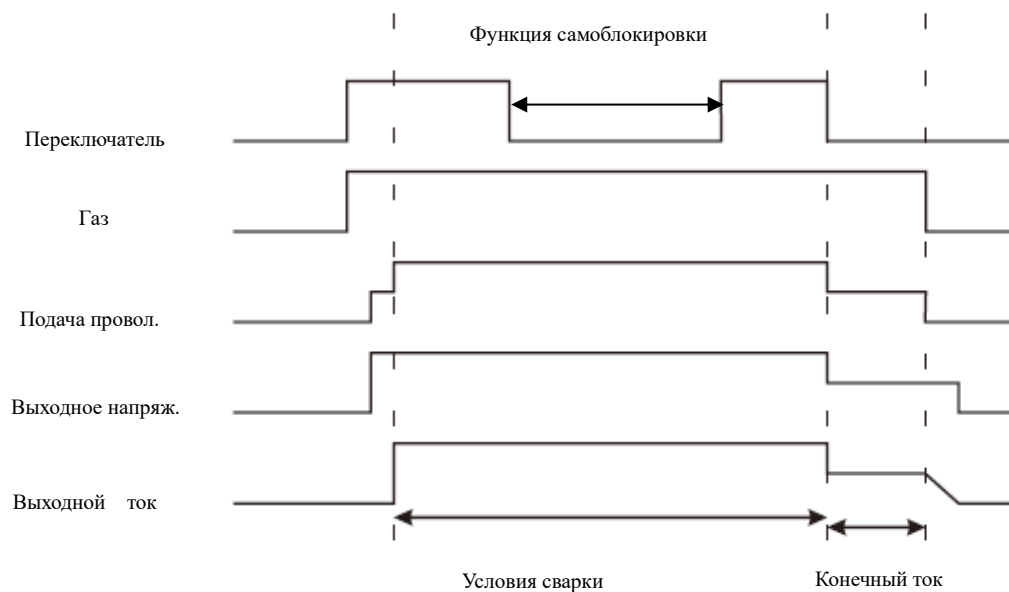 Функция самоблокировки
Переключатель
Газ
Подача провол.
Выходное напряж.
Выходной ток
Условия сварки
Конечный ток